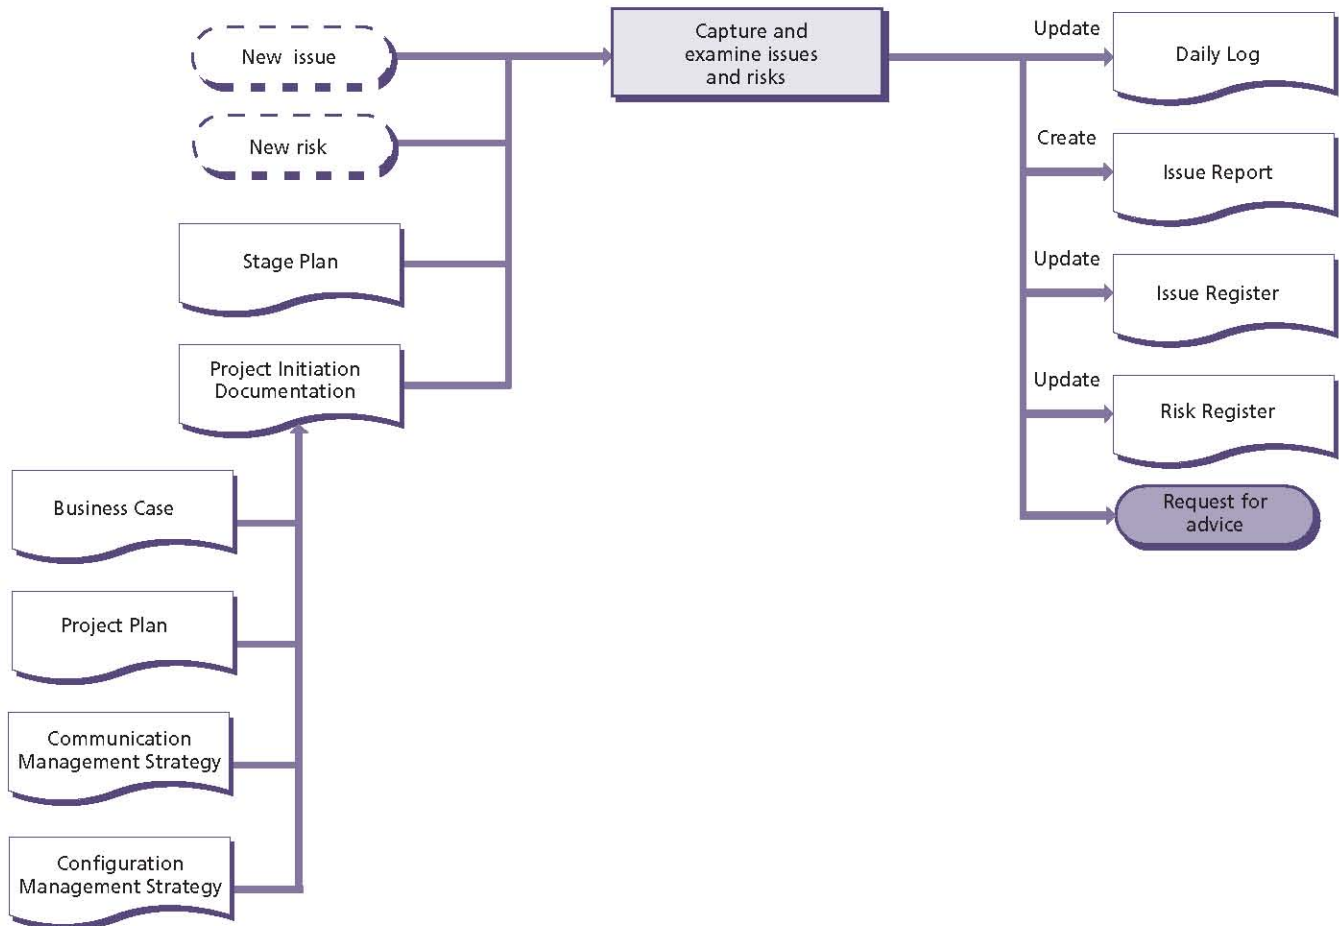 New issue
New risk
Stage Plan
Project Initiation
Documentation
Business Case
Project Plan
Communication
Management Strategy
Configuration
Management Strategy
Capture and
examine issues
and risks
Update
Daily Log
Create
Issue Report
Update
Issue Register
Update
Risk Register
Request for
advice